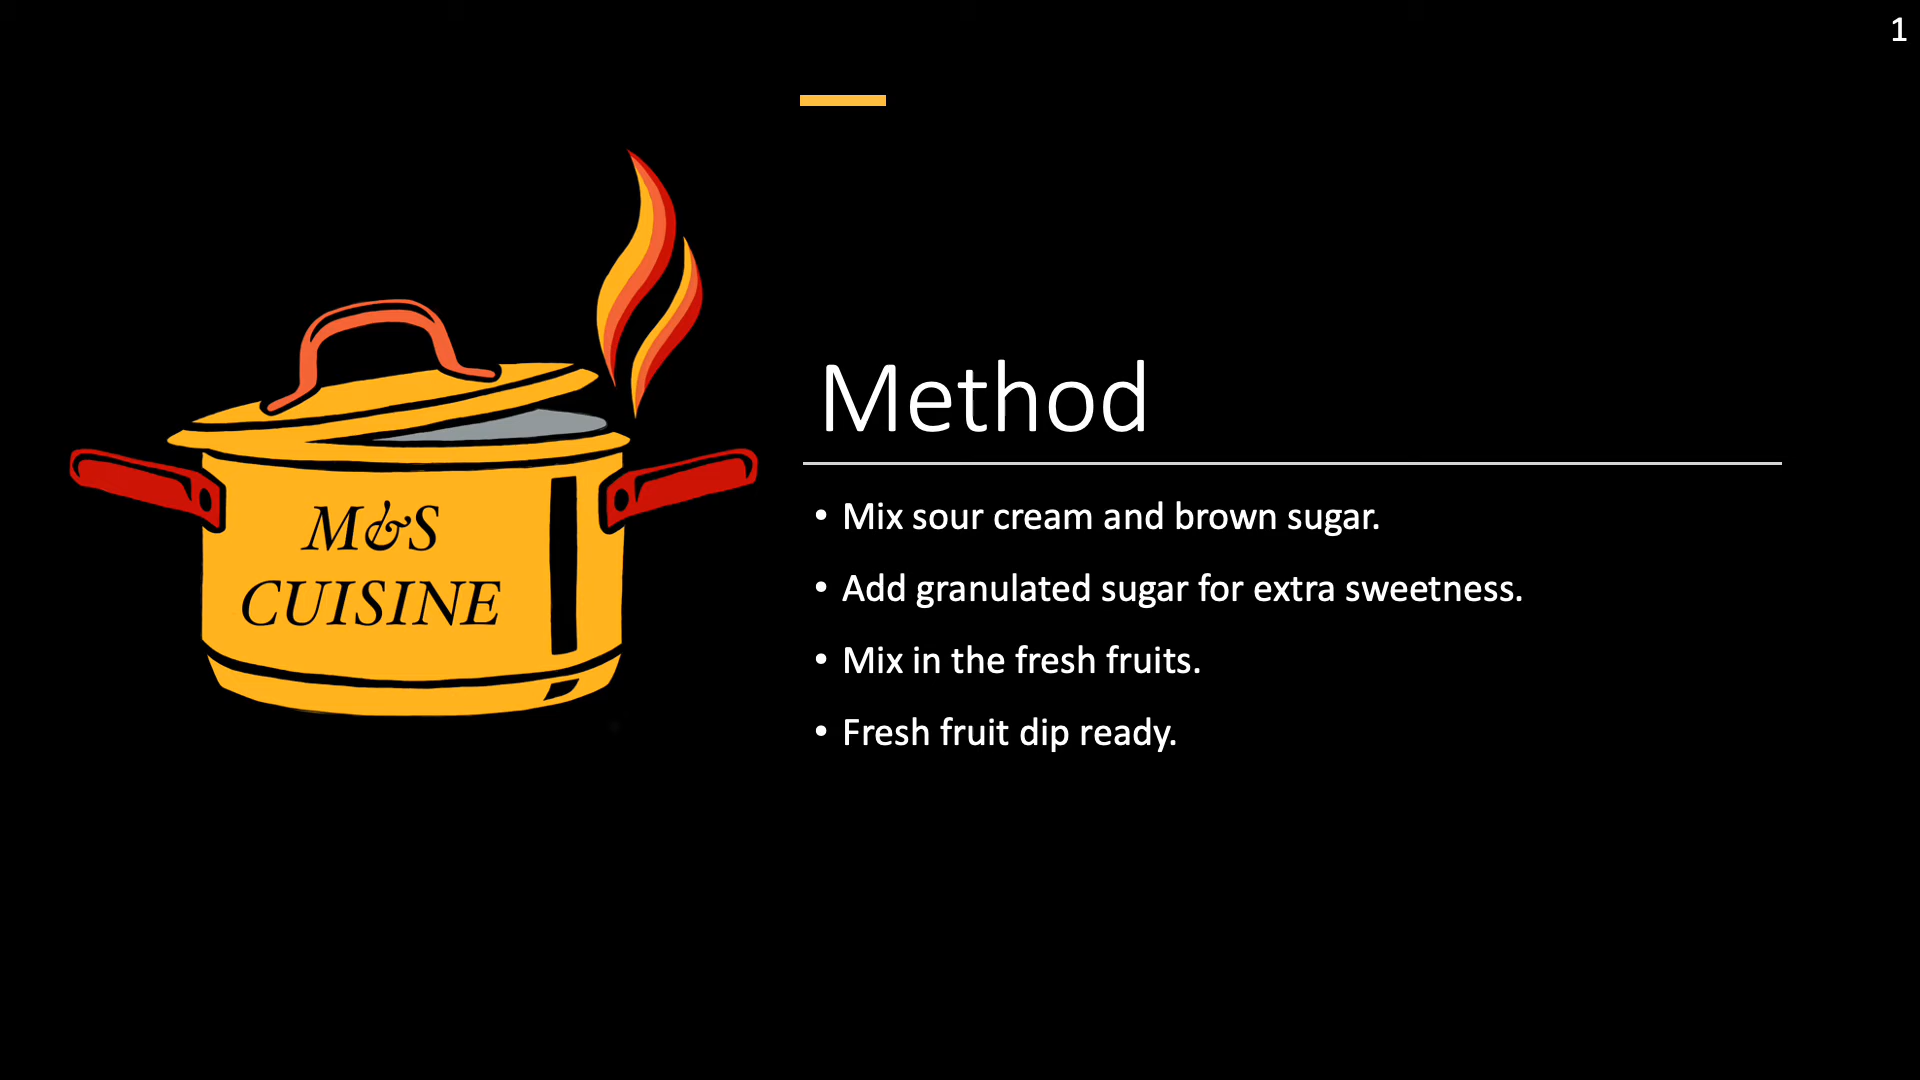 1
M&S
CUISINE
Method
• Mix sour cream and brown sugar.
• Add granulated sugar for extra sweetness.
• Mix in the fresh fruits.
• Fresh fruit dip ready.